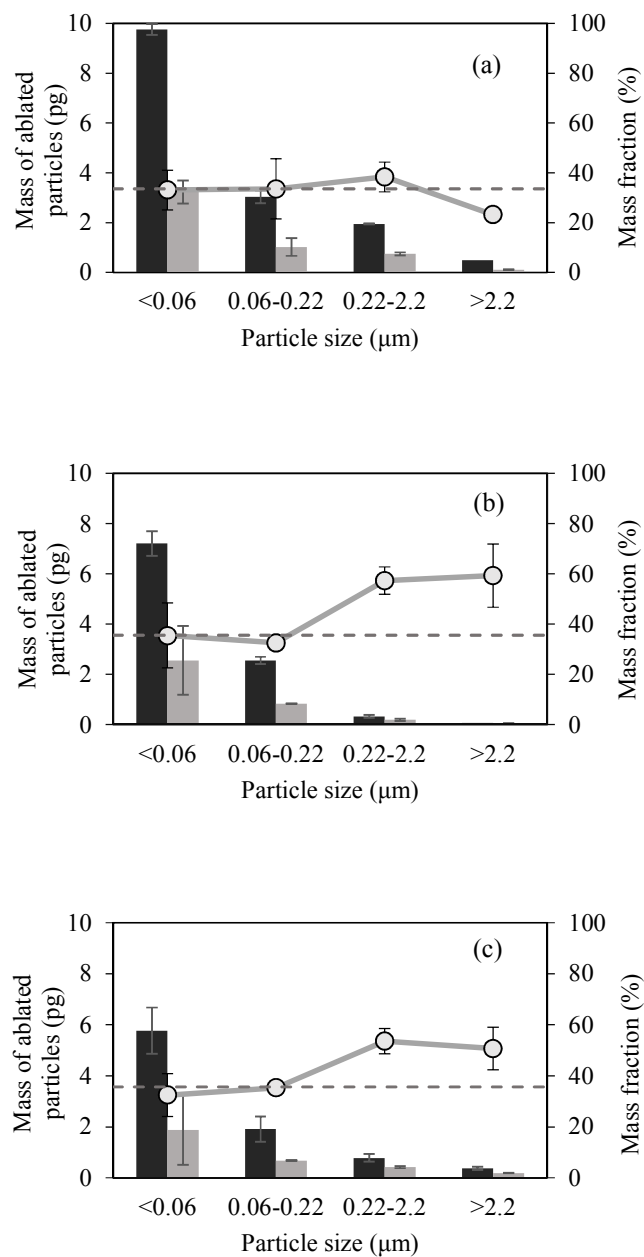 (a)
Mass of ablated
particles (pg)
10
8
6
4
2
0
Mass fraction (%)
100
80
60
40
20
0
<0.06 0.06-0.22 0.22-2.2 >2.2
Particle size (μm)
(b)
Mass of ablated
particles (pg)
10
8
6
4
2
0
Mass fraction (%)
100
80
60
40
20
0
<0.06 0.06-0.22 0.22-2.2 >2.2
Particle size (μm)
(c)
Mass of ablated
particles (pg)
10
8
6
4
2
0
Mass fraction (%)
100
80
60
40
20
0
<0.06 0.06-0.22 0.22-2.2 >2.2
Particle size (μm)